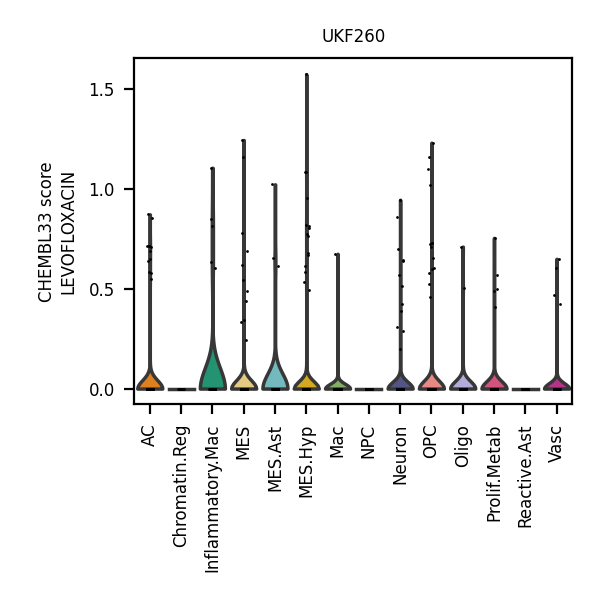 UKF260
CHEMBL33 score
LEVOFLOXACIN
1.5
1.0
0.5
0.0
AC
Chromatin.Reg
Inflammatory.Mac
MES
MES.Ast
MES.Hyp
Mac
NPC
Neuron
OPC
Oligo
Prolif.Metab
Reactive.Ast
Vasc